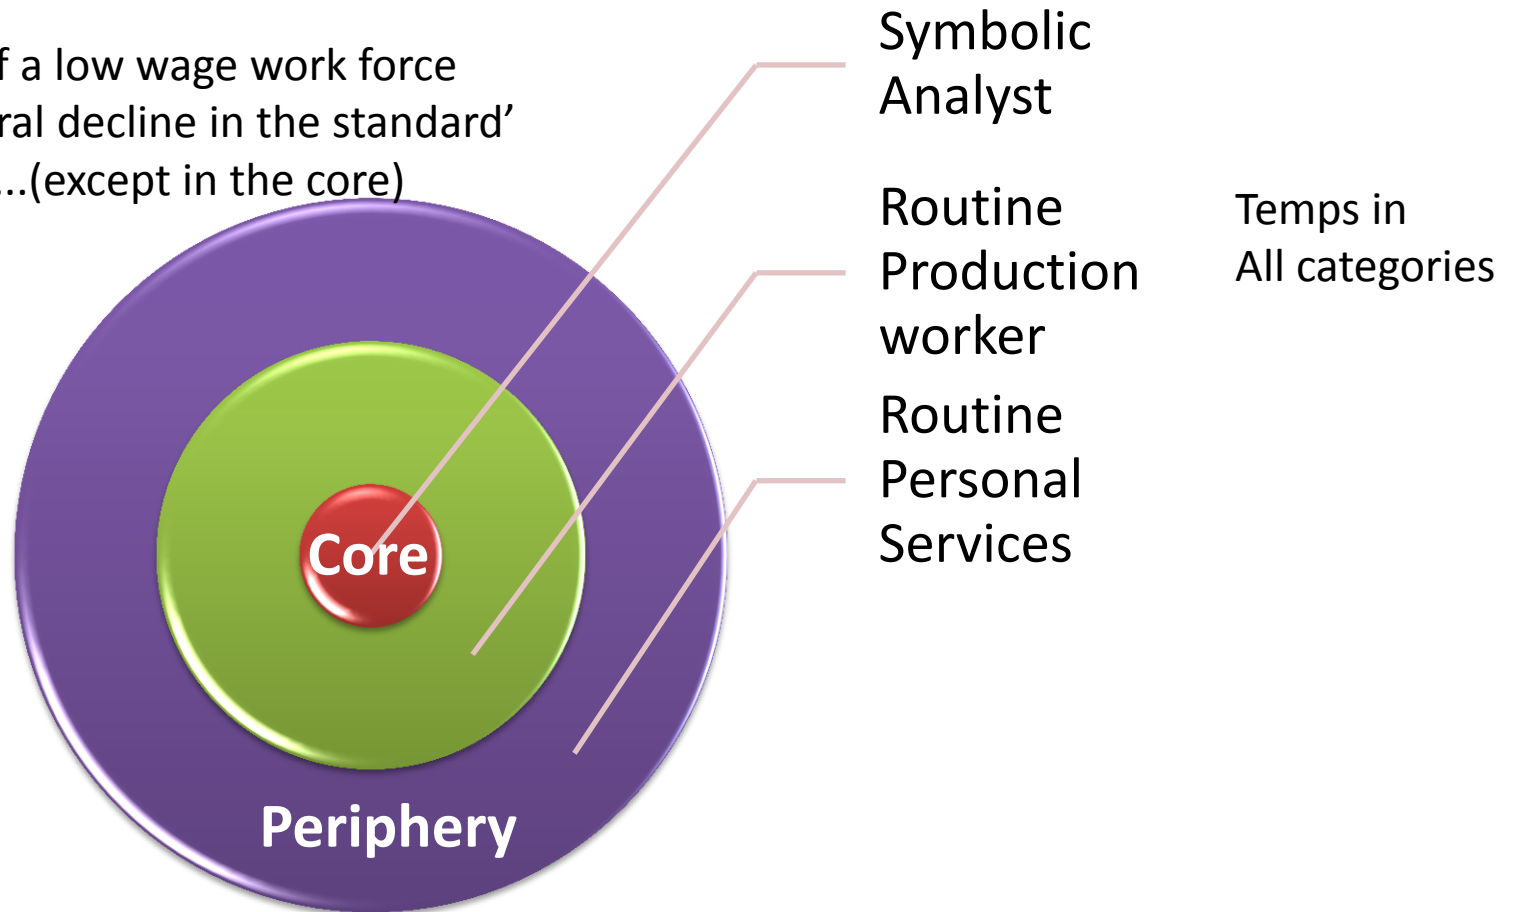 f a low wage work force
ral decline in the standard’
...(except in the core)
Symbolic
Analyst
Routine
Production
worker
Temps in
All categories
Routine
Personal
Services
Core
Periphery